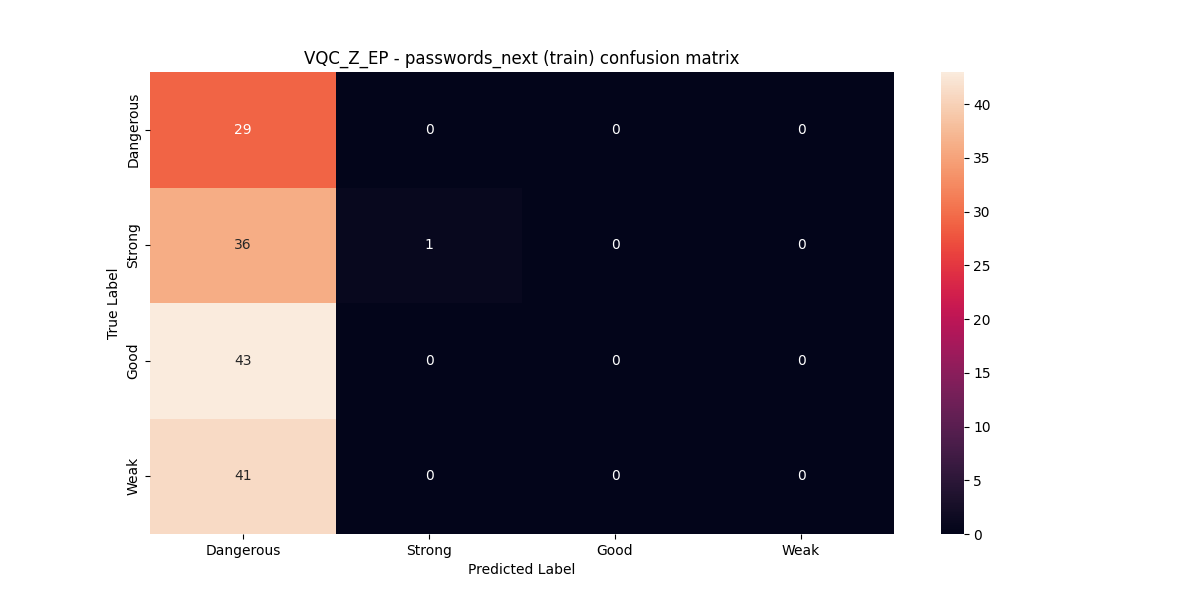 VQC_Z_EP - passwords_next (train) confusion matrix
True Label
Dangerous
29 0 0 0
Strong
36 1 0 0
Good
43 0 0 0
Weak
41 0 0 0
Dangerous Strong Good Weak
Predicted Label
40
35
30
25
20
15
10
5
0